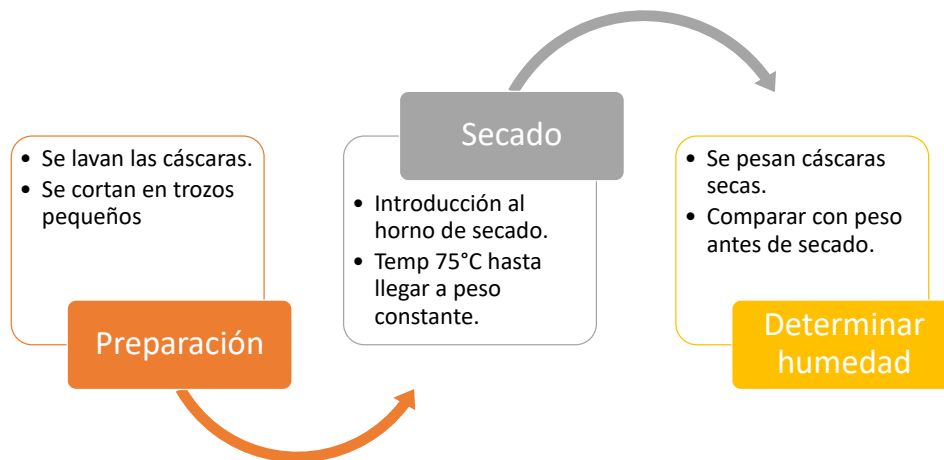 • Se lavan las cáscaras.
• Se cortan en trozos
pequeños
Preparación
Secado
• Introducción al
horno de secado.
• Temp 75°C hasta
llegar a peso
constante.
• Se pesan cáscaras
secas.
• Comparar con peso
antes de secado.
Determinar
humedad